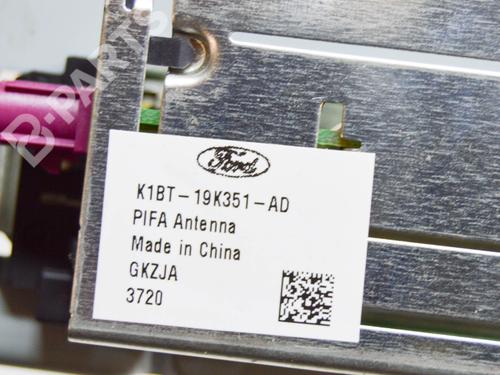 B-PARTS
Ford
K1BT-19K351-AD
PIFA Antenna
Made in China
GKZJA
3720